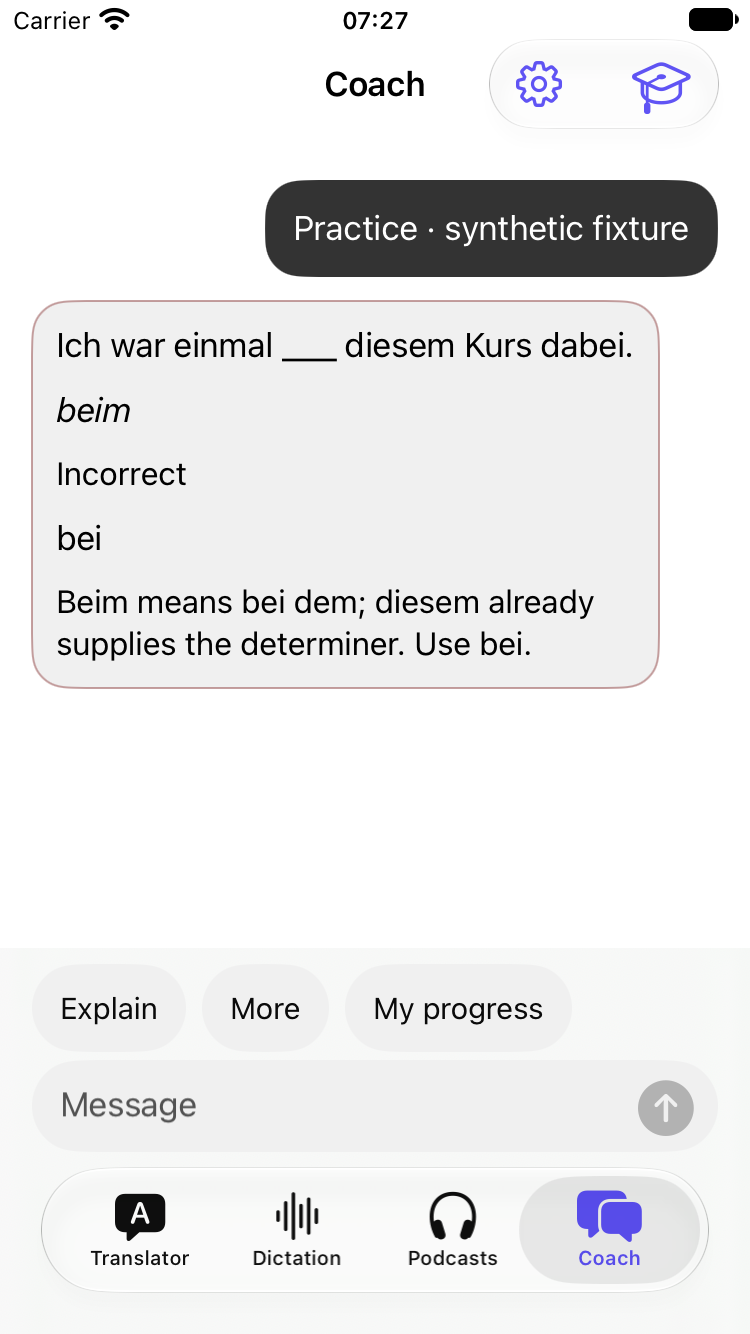 Carrier 07:27
Coach
Practice · synthetic fixture
Ich war einmal ___ diesem Kurs dabei.
beim
Incorrect
bei
Beim means bei dem; diesem already
supplies the determiner. Use bei.
Explain More My progress
Message
A
Translator Dictation Podcasts Coach